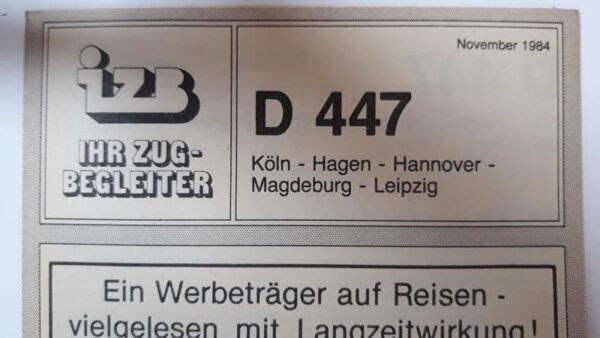 November 1984
izb
IHR ZUG-
BEGLEITER
D 447
Köln - Hagen - Hannover -
Magdeburg - Leipzig
Ein Werbeträger auf Reisen -
vielgelesen mit Langzeitwirkung!